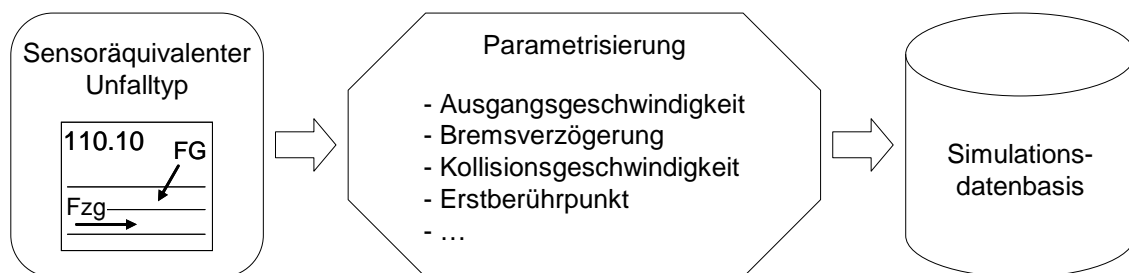 Sensoräquivalenter
Unfalltyp
110.10
FG
Fzg
Parametrisierung
- Ausgangsgeschwindigkeit
- Bremsverzögerung
- Kollisionsgeschwindigkeit
- Erstberührpunkt
- ...
Simulations-
datenbasis